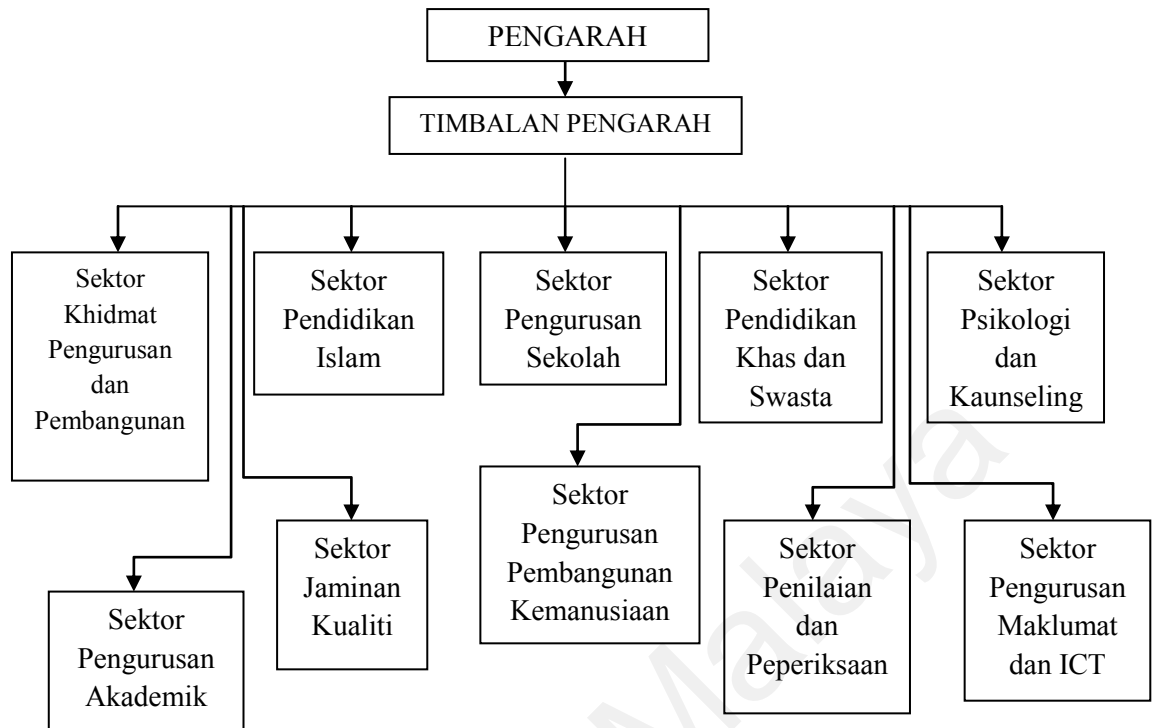 PENGARAH
TIMBALAN PENGARAH
Sektor
Khidmat
Pengurusan
dan
Pembangunan
Sektor
Pendidikan
Islam
Sektor
Pengurusan
Sekolah
Sektor
Pendidikan
Khas dan
Swasta
Sektor
Psikologi
dan
Kaunseling
Sektor
Pengurusan
Akademik
Sektor
Jaminan
Kualiti
Sektor
Pengurusan
Pembangunan
Kemanusiaan
Sektor
Penilaian
dan
Peperiksaan
Sektor
Pengurusan
Maklumat
dan ICT
Malaya